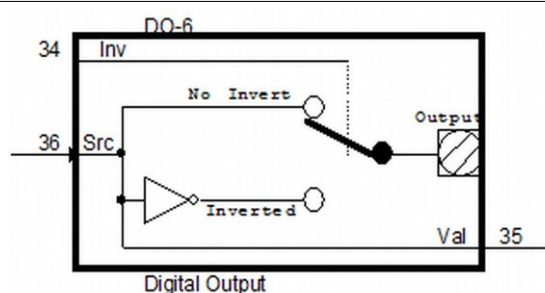 DO-6
34 Inv
No Invert
Output
36 Src
Inverted
Val 35
Digital Output